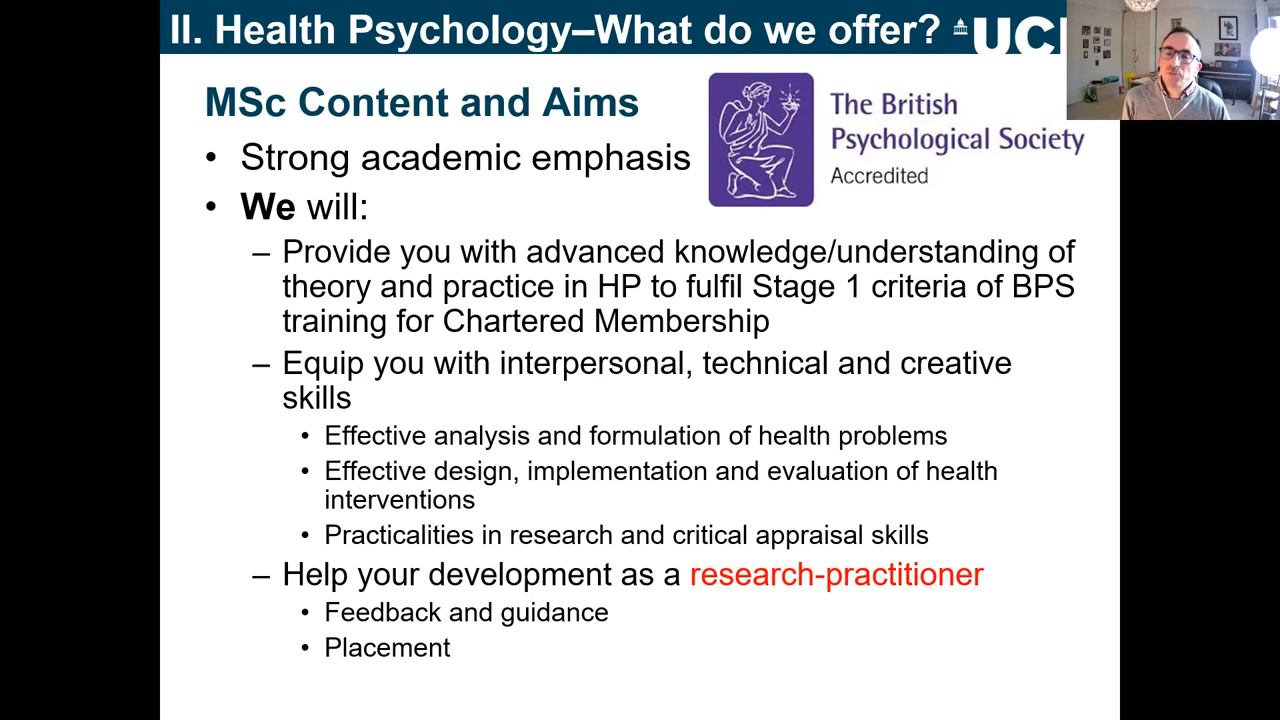 II. Health Psychology–What do we offer?
MSc Content and Aims
The British
Psychological Society
Accredited
• Strong academic emphasis
• We will:
– Provide you with advanced knowledge/understanding of
theory and practice in HP to fulfil Stage 1 criteria of BPS
training for Chartered Membership
– Equip you with interpersonal, technical and creative
skills
• Effective analysis and formulation of health problems
• Effective design, implementation and evaluation of health
interventions
• Practicalities in research and critical appraisal skills
– Help your development as a research-practitioner
• Feedback and guidance
• Placement